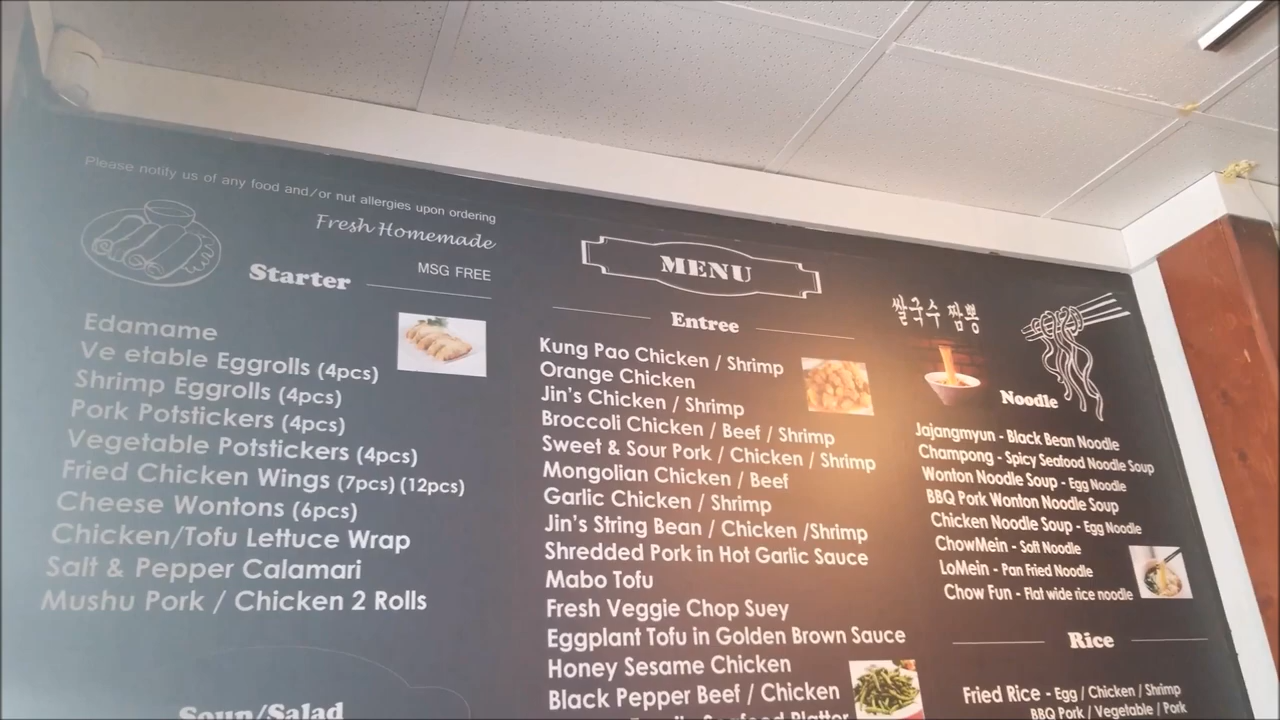 Please notify us of any food and/or nut allergies upon ordering
Fresh Homemade
MSG FREE
Starter
Edamame
Ve etable Eggrolls (4pcs)
Shrimp Eggrolls (4pcs)
Pork Potstickers (4pcs)
Vegetable Potstickers (4pcs)
Fried Chicken Wings (7pcs) (12pcs)
Cheese Wontons (6pcs)
Chicken/Tofu Lettuce Wrap
Salt & Pepper Calamari
Mushu Pork / Chicken 2 Rolls
Soup/Salad
MENU
Entree
Kung Pao Chicken / Shrimp
Orange Chicken
Jin's Chicken / Shrimp
Broccoli Chicken / Beef / Shrimp
Sweet & Sour Pork / Chicken / Shrimp
Mongolian Chicken / Beef
Garlic Chicken / Shrimp
Jin's String Bean / Chicken /Shrimp
Shredded Pork in Hot Garlic Sauce
Mabo Tofu
Fresh Veggie Chop Suey
Eggplant Tofu in Golden Brown Sauce
Honey Sesame Chicken
Black Pepper Beef / Chicken
Seafood Platter
쌀국수 짬뽕
Noodle
Jajangmyun - Black Bean Noodle
Champong - Spicy Seafood Noodle Soup
Wonton Noodle Soup - Egg Noodle
BBQ Pork Wonton Noodle Soup
Chicken Noodle Soup - Egg Noodle
ChowMein - Soft Noodle
LoMein - Pan Fried Noodle
Chow Fun - Flat wide rice noodle
Rice
Fried Rice - Egg / Chicken / Shrimp
BBQ Pork / Vegetable / Pork